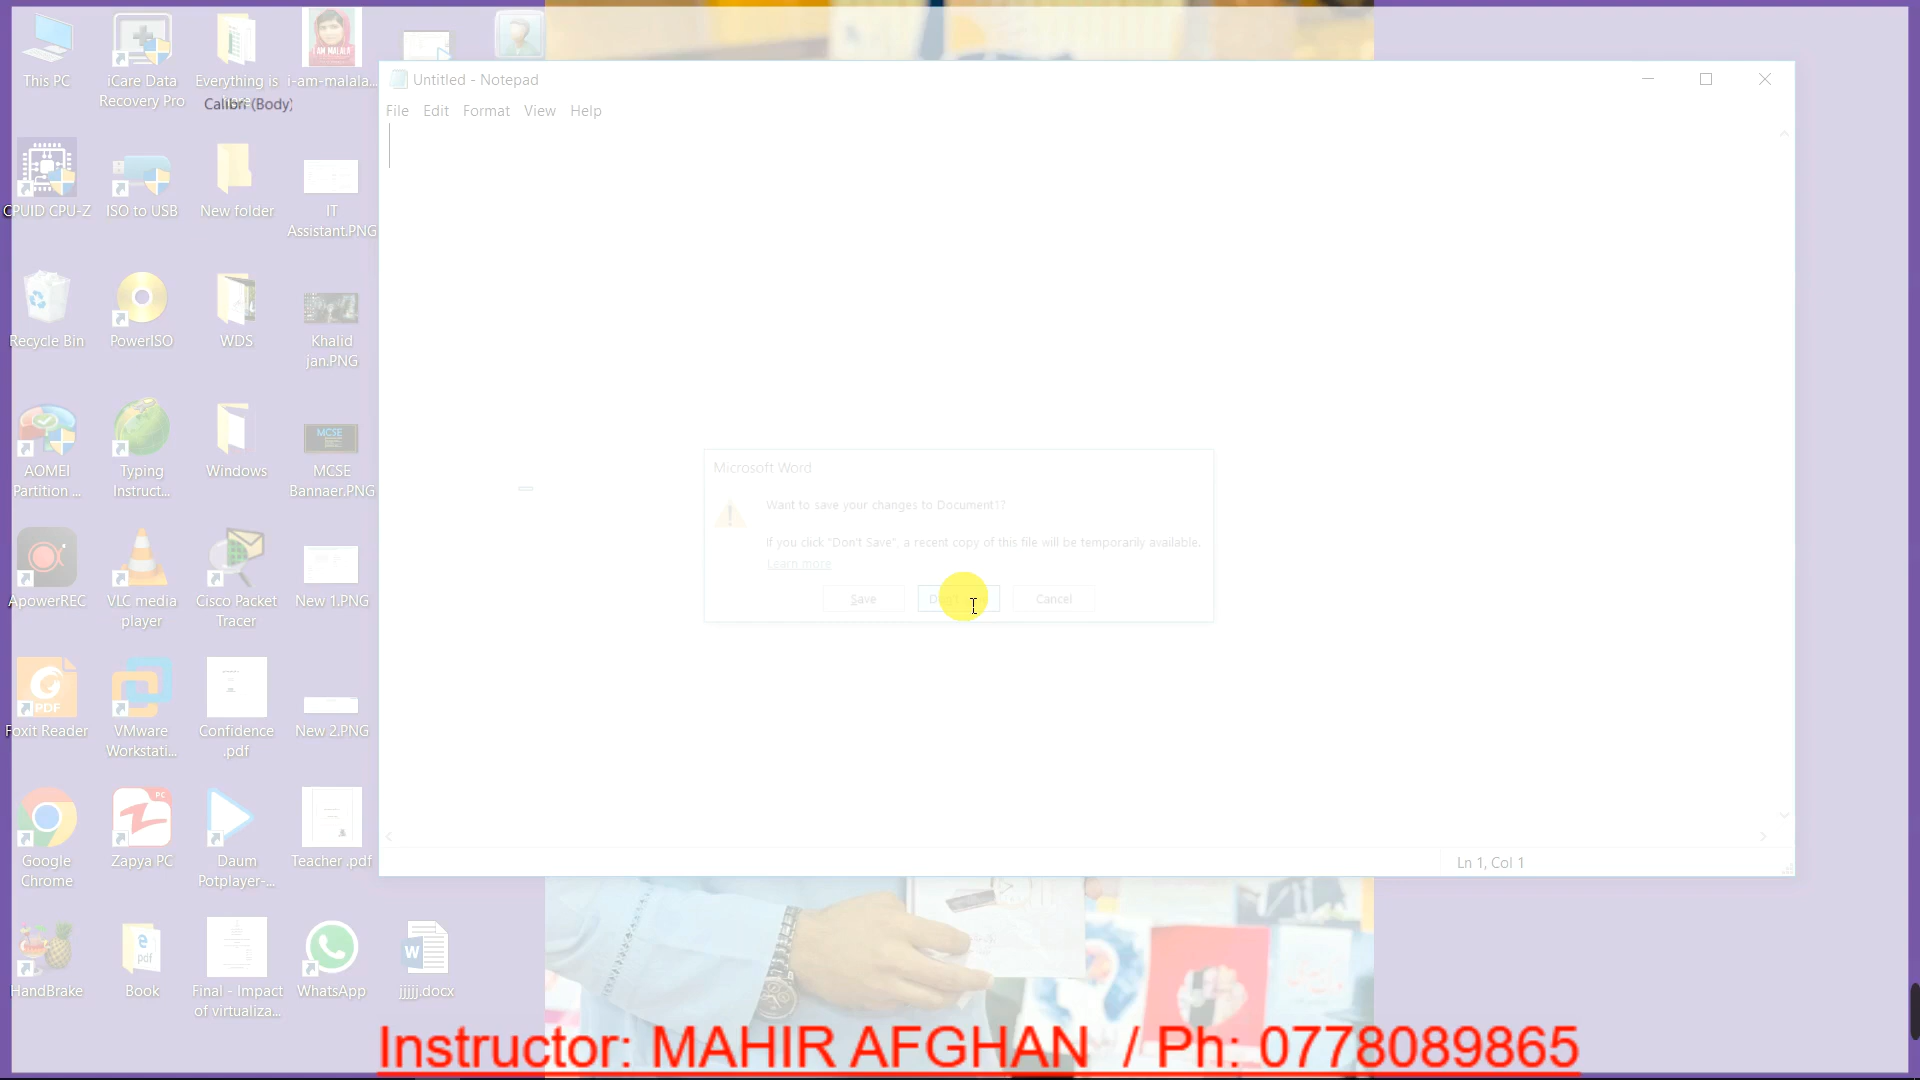 This PC
iCare Data
Recovery Pro
Everything is
i-am-malala...
Calibri (Body)
CPUID CPU-Z
ISO to USB
New folder
IT
Assistant.PNG
Recycle Bin
PowerISO
WDS
Khalid
jan.PNG
AOMEI
Partition ...
Typing
Instruct...
Windows
MCSE
MCSE
Bannaer.PNG
ApowerREC
VLC media
player
Cisco Packet
Tracer
New 1.PNG
PDF
Foxit Reader
VMware
Workstati...
Confidence
.pdf
New 2.PNG
PC
Google
Chrome
Zapya PC
Daum
Potplayer-...
Teacher .pdf
HandBrake
pdf
Book
Final - Impact
of virtualiza...
WhatsApp
W
jjjjj.docx
Untitled - Notepad
File Edit Format View Help
Microsoft Word
Want to save your changes to Document1?
If you click "Don't Save", a recent copy of this file will be temporarily available.
Learn more
Save Cancel
Ln 1, Col 1
Instructor: MAHIR AFGHAN / Ph: 0778089865